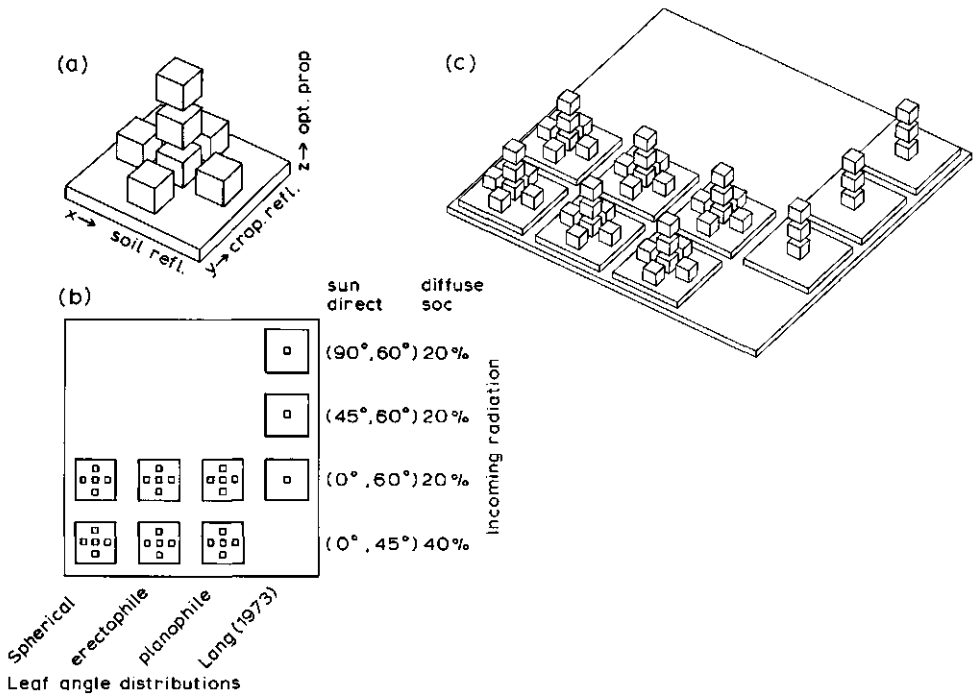 (a)
z→ opt. prop
x→ soil refl.
y→ crop. refl.
(c)
(b)
sun direct
diffuse soc
(90°,60°) 20%
(45°,60°) 20%
(0°,60°) 20%
(0°,45°) 40%
Incoming radiation
Spherical
erectophile
planophile
Lang (1973)
Leaf angle distributions